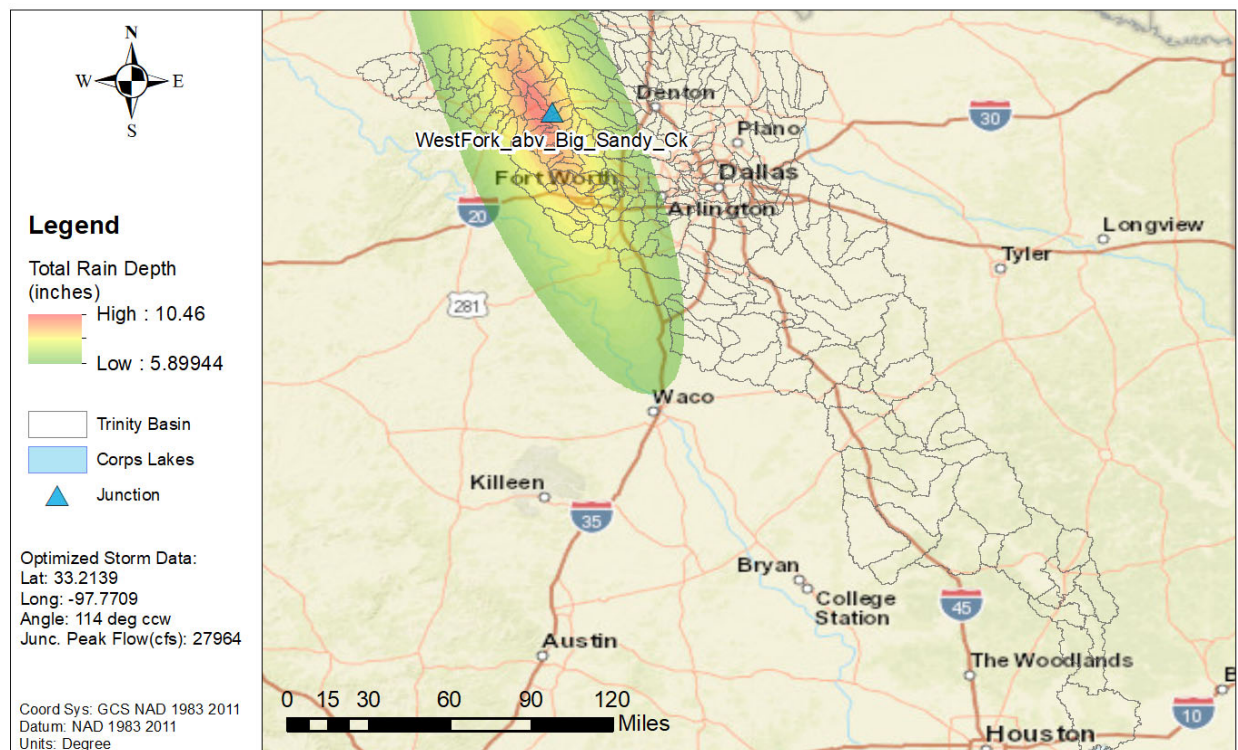 N
W
E
S
Legend
Total Rain Depth
(inches)
High : 10.46
Low : 5.89944
Trinity Basin
Corps Lakes
Junction
Optimized Storm Data:
Lat: 33.2139
Long: -97.7709
Angle: 114 deg ccw
Junc. Peak Flow(cfs): 27964
Coord Sys: GCS NAD 1983 2011
Datum: NAD 1983 2011
Units: Degree
Denton
30
Plano
WestFork_abv_Big_Sandy_Ck
Dallas
Fort Worth
20
Arlington
Longview
Tyler
281
Waco
Killeen
35
Bryan
College
Station
45
Austin
The Woodlands
B
10
Houston
0 15 30 60 90 120
Miles